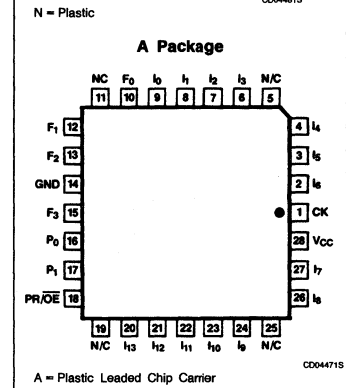 CD04481S
N = Plastic
A Package
NC F₀ I₀ I₁ I₂ I₃ N/C
11 10 9 8 7 6 5
F₁ 12 4 I₄
F₂ 13 3 I₅
GND 14 2 I₆
F₃ 15 1 CK
P₀ 16 28 VCC
P₁ 17 27 I₇
PR/O̅E̅ 18 26 I₈
19 20 21 22 23 24 25
N/C I₁₃ I₁₂ I₁₁ I₁₀ I₉ N/C
CD04471S
A = Plastic Leaded Chip Carrier